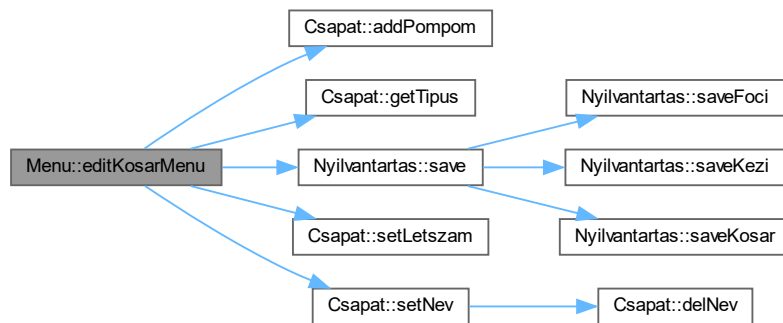 Csapat::addPompom
Csapat::getTipus
Nyilvantartas::saveFoci
Menu::editKosarMenu
Nyilvantartas::save
Nyilvantartas::saveKezi
Csapat::setLetszam
Nyilvantartas::saveKosar
Csapat::setNev
Csapat::delNev